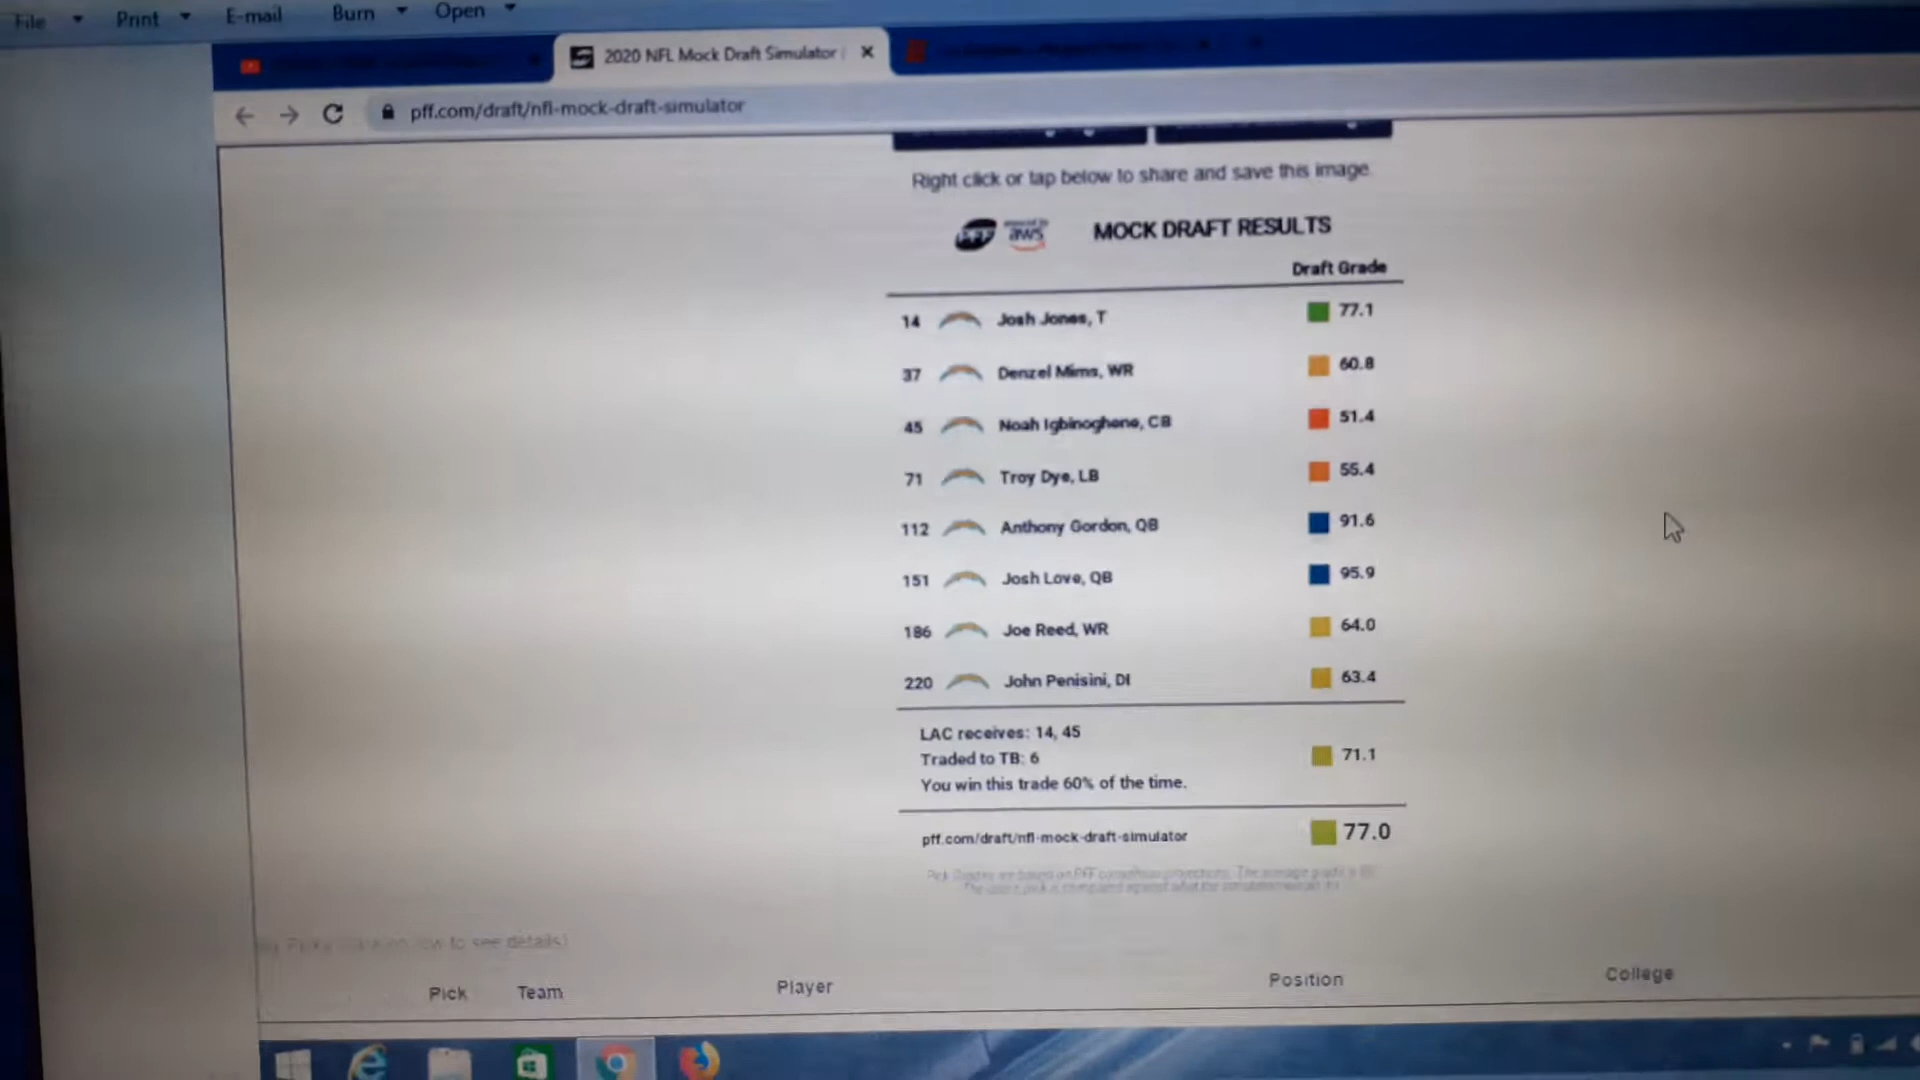 File Print E-mail Burn Open
2020 NFL Mock Draft Simulator
pff.com/draft/nfl-mock-draft-simulator
Right click or tap below to share and save this image.
aws MOCK DRAFT RESULTS
Draft Grade
14 Josh Jones, T 77.1
37 Denzel Mims, WR 60.8
45 Noah Igbinoghene, CB 51.4
71 Troy Dye, LB 55.4
112 Anthony Gordon, QB 91.6
151 Josh Love, QB 95.9
186 Joe Reed, WR 64.0
220 John Penisini, DI 63.4
LAC receives: 14, 45
Traded to TB: 6
You win this trade 60% of the time.
71.1
pff.com/draft/nfl-mock-draft-simulator 77.0
to see details)
Pick Team Player Position College